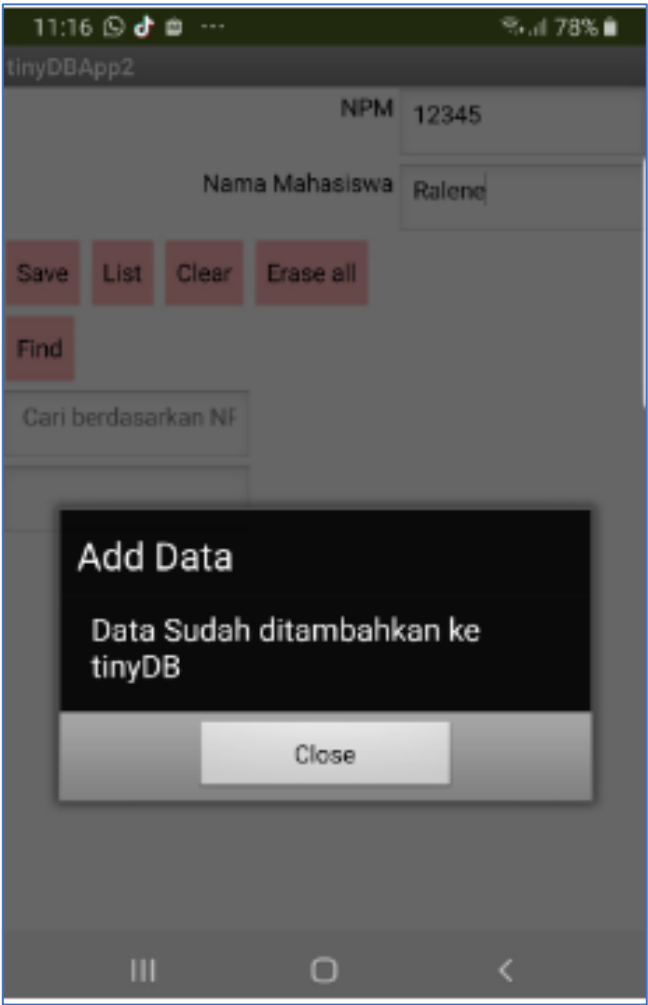 11:16 ... 78%
tinyDBApp2
NPM 12345
Nama Mahasiswa Ralene
Save List Clear Erase all
Find
Cari berdasarkan NF
Add Data
Data Sudah ditambahkan ke
tinyDB
Close